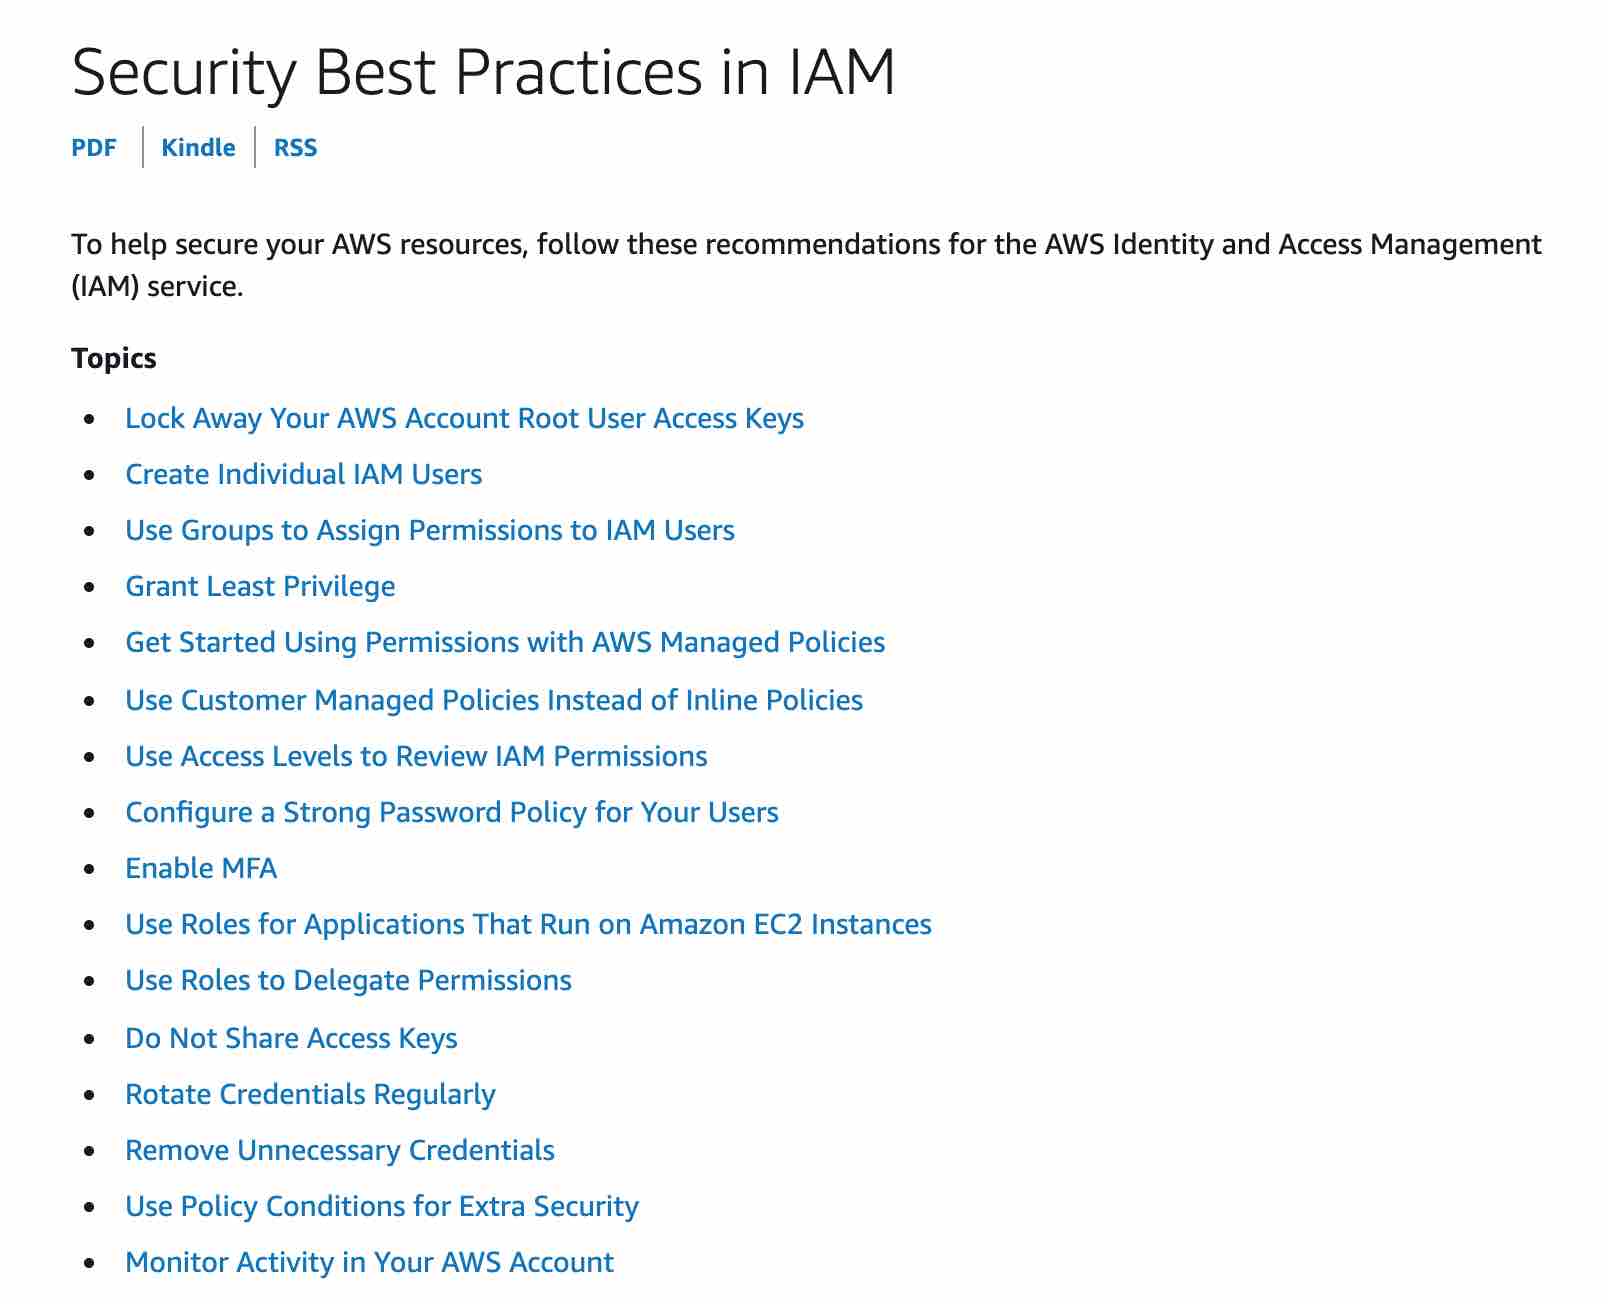 Security Best Practices in IAM
PDF | Kindle | RSS
To help secure your AWS resources, follow these recommendations for the AWS Identity and Access Management
(IAM) service.
Topics
• Lock Away Your AWS Account Root User Access Keys
• Create Individual IAM Users
• Use Groups to Assign Permissions to IAM Users
• Grant Least Privilege
• Get Started Using Permissions with AWS Managed Policies
• Use Customer Managed Policies Instead of Inline Policies
• Use Access Levels to Review IAM Permissions
• Configure a Strong Password Policy for Your Users
• Enable MFA
• Use Roles for Applications That Run on Amazon EC2 Instances
• Use Roles to Delegate Permissions
• Do Not Share Access Keys
• Rotate Credentials Regularly
• Remove Unnecessary Credentials
• Use Policy Conditions for Extra Security
• Monitor Activity in Your AWS Account